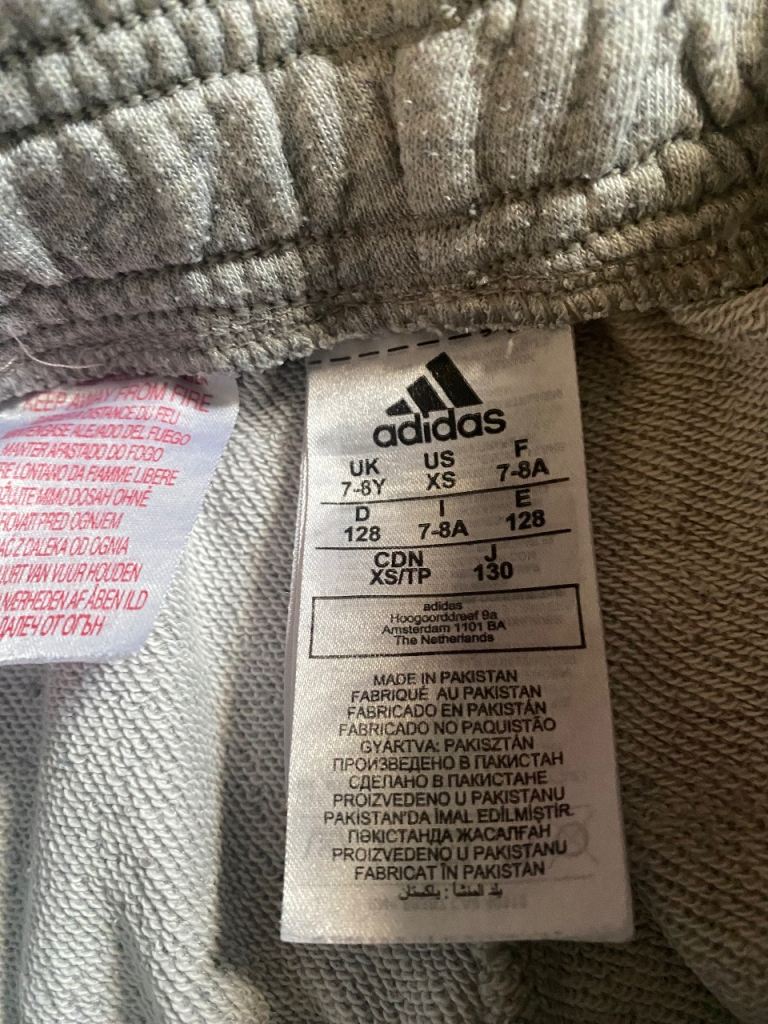 KEEP AWAY FROM FIRE
DISTANCE DU FEU
ALEJADO DEL FUEGO
MANTER AFASTADO DO FOGO
LONTANO DA FIAMME LIBERE
MIMO DOSAH OHNĚ
PRED OGNJEM
Z DALEKA OD OGNIA
VAN VUUR HOUDEN
AF ÅBEN ILD
ДАЛЕЧ ОТ ОГЪН
adidas
UK US F
7-8Y XS 7-8A
D I E
128 7-8A 128
CDN J
XS/TP 130
adidas
Hoogoorddreef 9a
Amsterdam 1101 BA
The Netherlands
MADE IN PAKISTAN
FABRIQUÉ AU PAKISTAN
FABRICADO EN PAKISTÁN
FABRICADO NO PAQUISTÃO
GYÁRTVA: PAKISZTÁN
ПРОИЗВЕДЕНО В ПАКИСТАН
СДЕЛАНО В ПАКИСТАНЕ
PROIZVEDENO U PAKISTANU
PAKISTAN'DA İMAL EDİLMİŞTİR.
ПӘКІСТАНДА ЖАСАЛҒАН
PROIZVEDENO U PAKISTANU
FABRICAT ÎN PAKISTAN
بلد المنشأ : باكستان